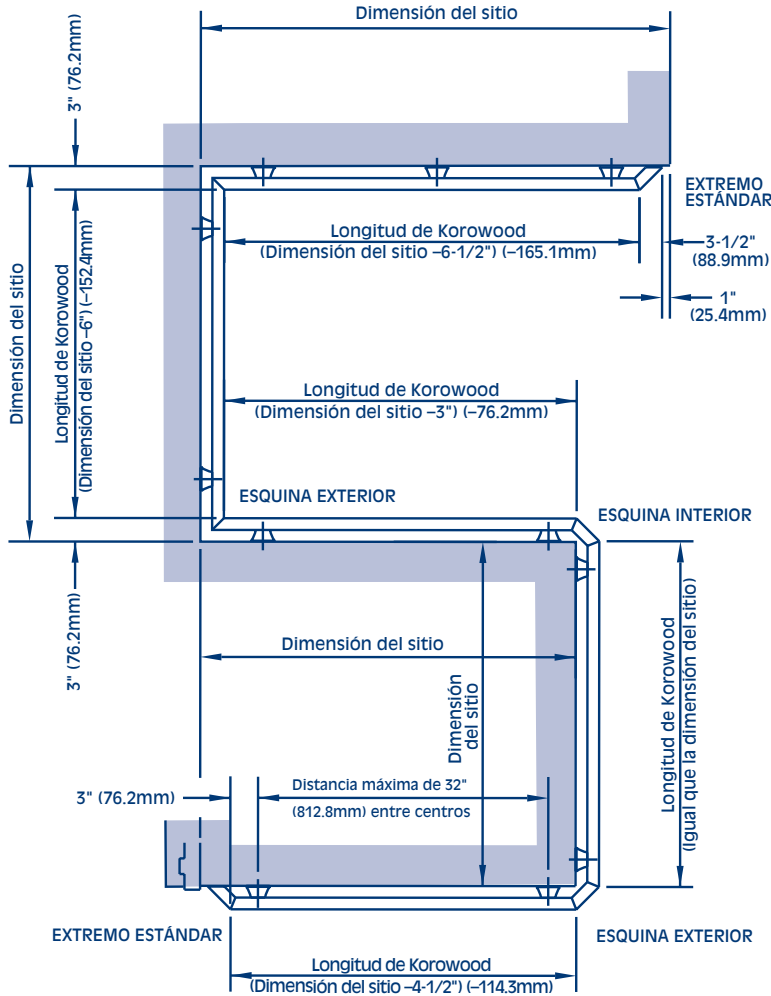 Dimensión del sitio
3" (76.2mm)
EXTREMO
ESTÁNDAR
Longitud de Korowood
(Dimensión del sitio –6-1/2") (–165.1mm)
3-1/2"
(88.9mm)
1"
(25.4mm)
Dimensión del sitio
Longitud de Korowood
(Dimensión del sitio –6") (–152.4mm)
Longitud de Korowood
(Dimensión del sitio –3") (–76.2mm)
ESQUINA EXTERIOR
ESQUINA INTERIOR
3" (76.2mm)
Dimensión del sitio
Dimensión
del sitio
Longitud de Korowood
(Igual que la dimensión del sitio)
3" (76.2mm)
Distancia máxima de 32"
(812.8mm) entre centros
EXTREMO ESTÁNDAR
ESQUINA EXTERIOR
Longitud de Korowood
(Dimensión del sitio –4-1/2") (–114.3mm)